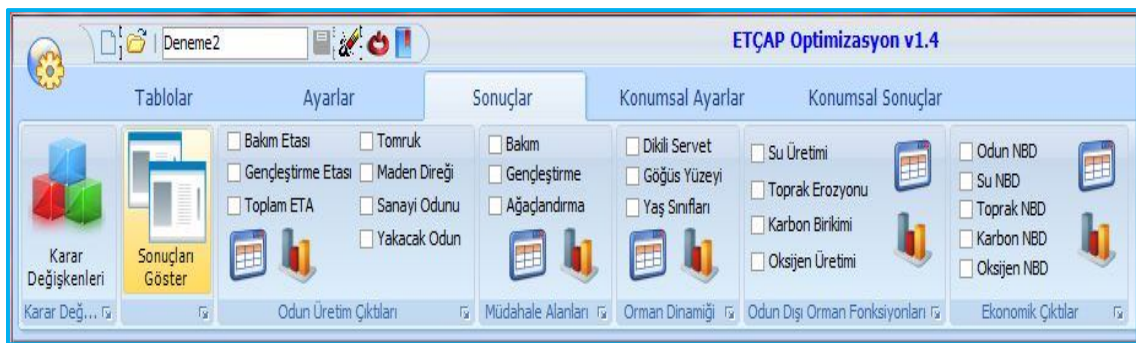 Deneme2
ETÇAP Optimizasyon v1.4
Tablolar
Ayarlar
Sonuçlar
Konumsal Ayarlar
Konumsal Sonuçlar
Karar
Değişkenleri
Karar Değ...
Sonuçları
Göster
Bakım Etası
Gençleştirme Etası
Toplam ETA
Tomruk
Maden Direği
Sanayi Odunu
Yakacak Odun
Odun Üretim Çıktıları
Bakım
Gençleştirme
Ağaçlandırma
Müdahale Alanları
Dikili Servet
Göğüs Yüzeyi
Yaş Sınıfları
Orman Dinamiği
Su Üretimi
Toprak Erozyonu
Karbon Birikimi
Oksijen Üretimi
Odun Dışı Orman Fonksiyonları
Odun NBD
Su NBD
Toprak NBD
Karbon NBD
Oksijen NBD
Ekonomik Çıktılar